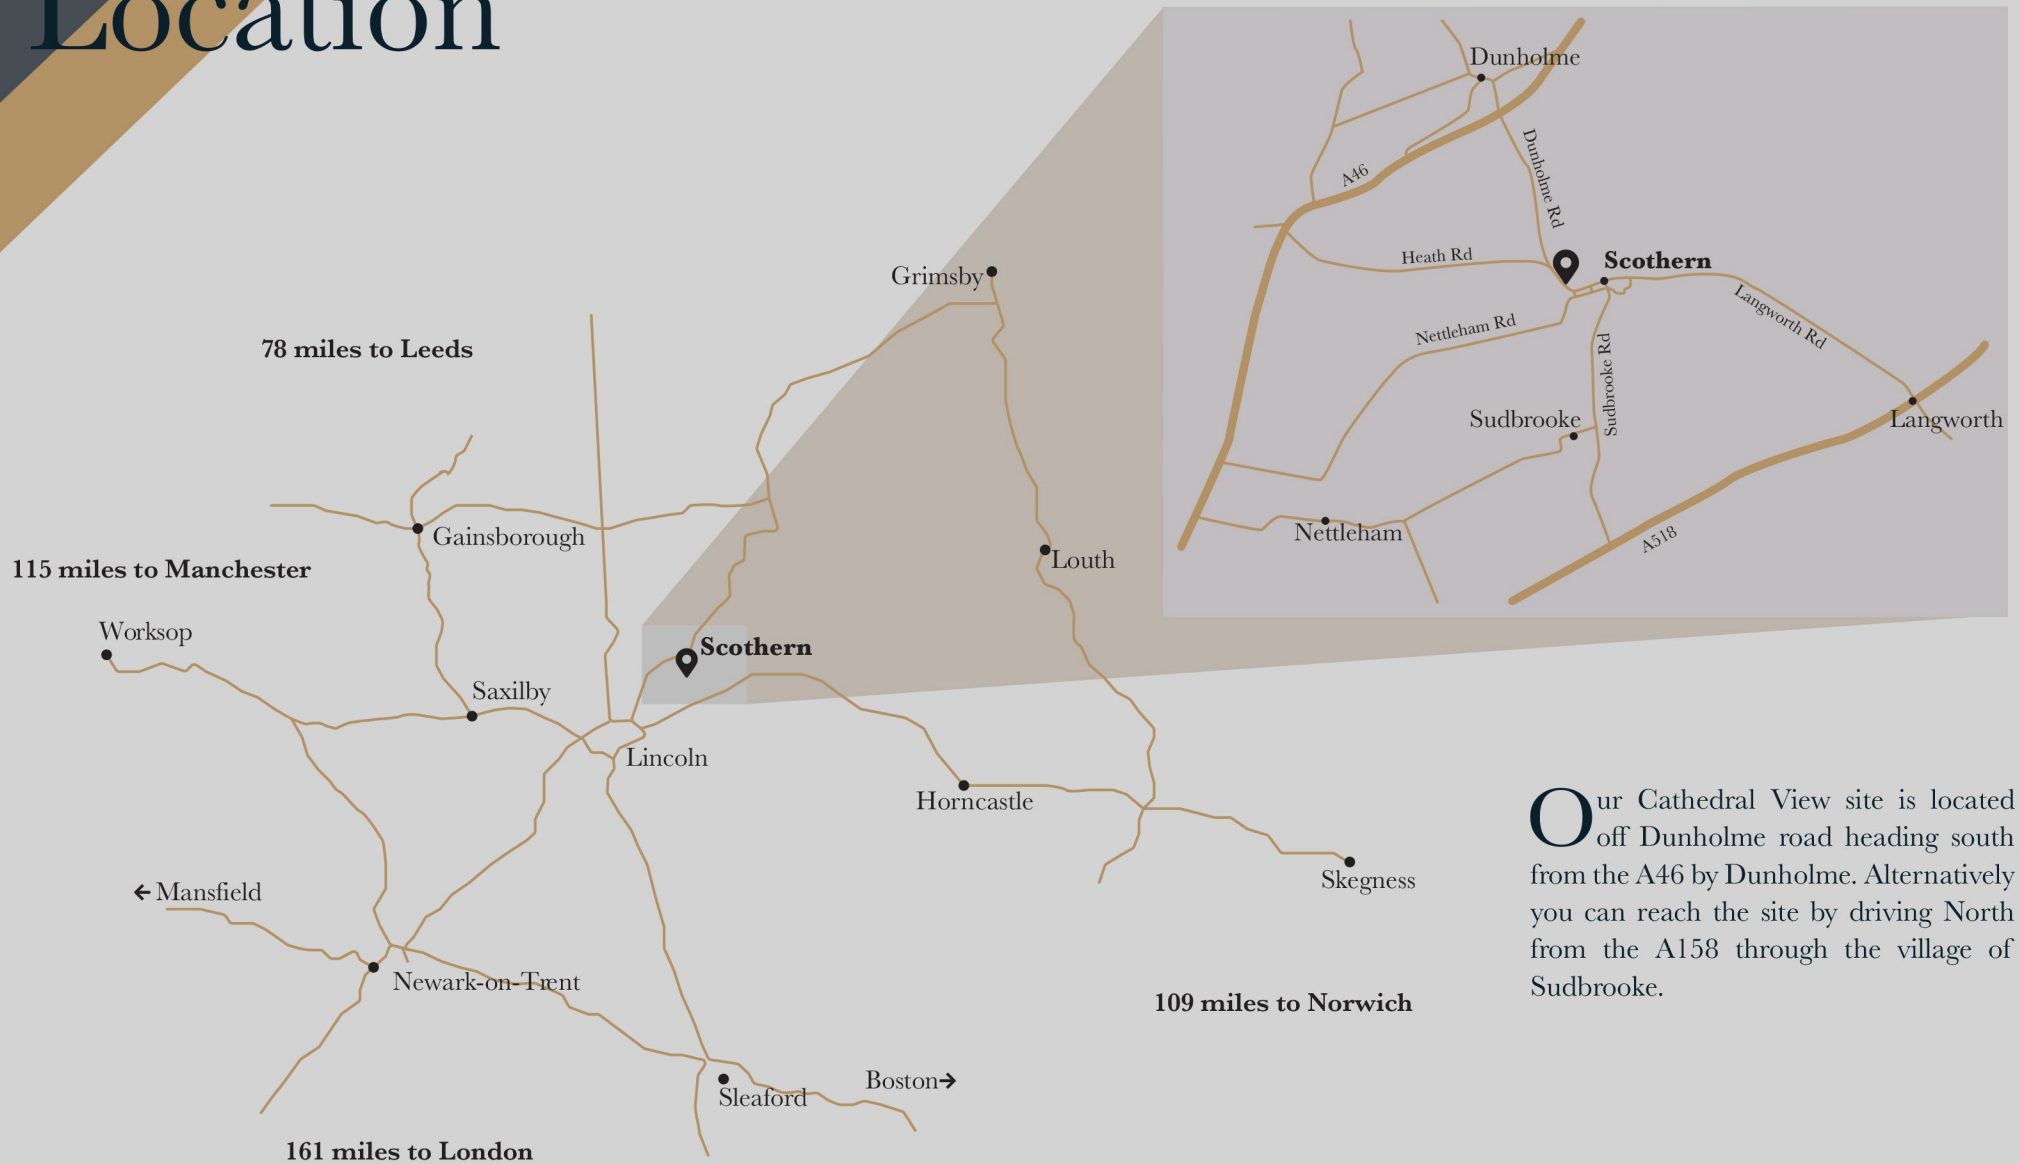 Location
Dunholme
A46
Dunholme Rd
Heath Rd
Scothern
Langworth Rd
Nettleham Rd
Sudbrooke Rd
Sudbrooke
Langworth
Nettleham
A518
Grimsby
78 miles to Leeds
Gainsborough
Louth
115 miles to Manchester
Worksop
Scothern
Saxilby
Lincoln
Horncastle
Skegness
← Mansfield
Newark-on-Trent
109 miles to Norwich
Sleaford
Boston→
161 miles to London
Our Cathedral View site is located
off Dunholme road heading south
from the A46 by Dunholme. Alternatively
you can reach the site by driving North
from the A158 through the village of
Sudbrooke.